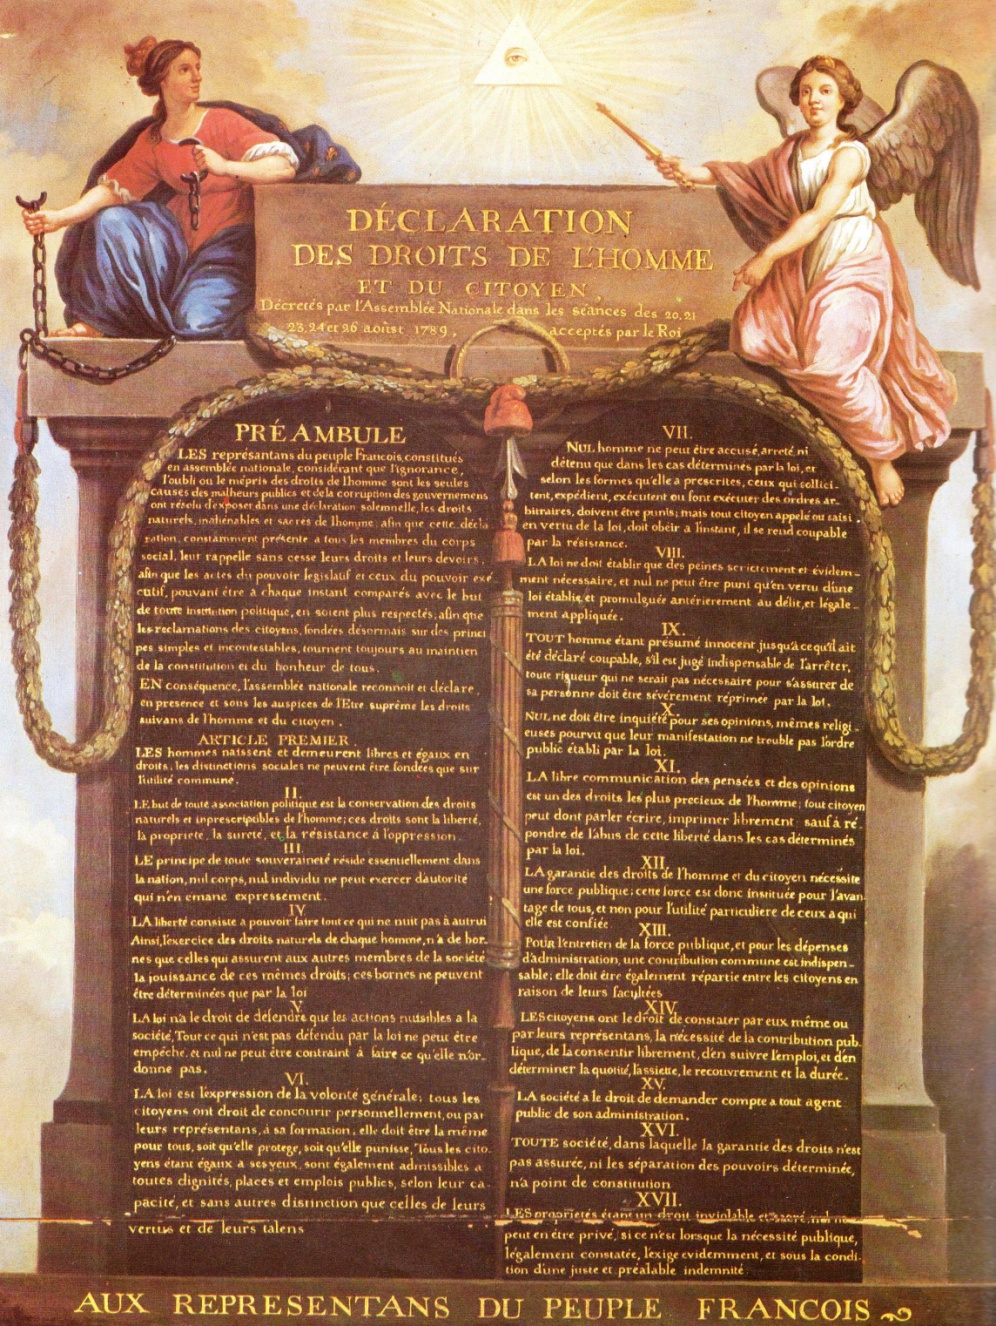 DÉCLARATION
DES DROITS DE L'HOMME
ET DU CITOYEN
Décretés par l'Assemblée Nationale dans les séances des 20, 21
23, 24 et 26 aoûst 1789, acceptés par le Roi
PRÉAMBULE
LES représantans du peuple Francois, constitués
en assemblée nationale, considérant que l'ignorance,
l'oubli ou le mépris des droits de l'homme sont les seules
causes des malheurs publics et de la corruption des gouvernemens
ont résolu d'exposer dans une déclaration solemnelle, les droits
naturels, inaliénables et sacrés de l'homme; afin que cette décla
ration, constamment présente a tous les membres du corps
social, leur rappelle sans cesse leurs droits et leurs devoirs,
afin que les actes du pouvoir legislatif et ceux du pouvoir exé
cutif, pouvant être a chaque instant comparés avec le but
de toute institution politique, en soient plus respectés; afin que
les reclamations des citoyens, fondées désormais sur des princi
pes simples et incontestables, tournent toujours au maintien
de la constitution et du bonheur de tous.
EN conséquence, l'assemblée nationale reconnoit et déclare,
en presence et sous les auspices de l'Etre suprême les droits
suivans de l'homme et du citoyen.
ARTICLE PREMIER
LES hommes naissent et demeurent libres et égaux en
droits, les distinctions sociales ne peuvent être fondées que sur
l'utilité commune.
II.
LE but de toute association politique est la conservation des droits
naturels et inprescriptibles de l'homme; ces droits sont la liberté,
la propriete, la sureté, et la résistance à l'oppression.
III.
LE principe de toute souveraineté réside essentiellement dans
la nation, nul corps, nul individu ne peut exercer d'autorité
qui n'en emane expressement.
IV.
LA liberté consiste a pouvoir faire tout ce qui ne nuit pas à autrui
Ainsi, l'exercice des droits naturels de chaque homme, n'a de bor-
nes que celles qui assurent aux autres membres de la société
la jouissance de ces mêmes droits; ces bornes ne peuvent
être déterminées que par la loi
V.
LA loi n'a le droit de défendre que les actions nuisibles a la
société, Tout ce qui n'est pas défendu par la loi ne peut être
empêche, et nul ne peut être contraint à faire ce qu'elle n'or-
donne pas.
VI.
LA loi est l'expression de la volonté générale; tous les
citoyens ont droit de concourir personnellement, ou par
leurs représentans, à sa formation, elle doit être la même
pour tous, soit qu'elle protege, soit qu'elle punisse, Tous les cito
yens étant égaux a ses yeux, sont également admissibles a
toutes dignités, places et emplois publics, selon leur ca-
pacité, et sans autres distinction que celles de leurs
vertus et de leurs talens
VII.
NUL homme ne peut être accusé, arreté ni
détenu que dans les cas déterminés par la loi, et
selon les formes qu'elle a prescrites, ceux qui sollici-
tent, expédient, exécutent ou font exécuter des ordres ar-
bitraires, doivent être punis; mais tout citoyen appelé ou saisi
en vertu de la loi, doit obéir a l'instant, il se rend coupable
par la résistance.
VIII.
LA loi ne doit établir que des peines strictement et évidem-
ment nécessaire, et nul ne peut être puni qu'en vertu d'une
loi établie, et promulguée antérierement au délit, et légale-
ment appliquée.
IX.
TOUT homme étant présumé innocent jusqu'a ce qu'il ait
été déclaré coupable, s'il est jugé indispensable de l'arrêter,
toute rigueur qui ne serait pas nécessaire pour s'assurer de
sa personne doit être sévérement réprimée par la loi.
X.
NUL ne doit être inquiété pour ses opinions, mêmes religi
euses pourvu que leur manifestation ne trouble pas l'ordre
public établi par la loi.
XI.
LA libre communication des pensées et des opinions
est un des droits les plus precieux de l'homme; tout citoyen
peut dont parler écrire, imprimer librement sauf à ré
pondre de l'abus de cette liberté dans les cas déterminés
par la loi.
XII.
LA garantie des droits de l'homme et du citoyen nécessite
une force publique; cette force est donc instituée pour l'avan
tage de tous, et non pour l'utilité particuliere de ceux a qui
elle est confiée.
XIII.
POUR l'entretien de la force publique, et pour les dépenses
d'administration, une contribution commune est indispen-
sable; elle doit être également répartie entre les citoyens en
raison de leurs facultées
XIV.
LES citoyens ont le droit de constater par eux même ou
par leurs représentans, la nécessité de la contribution pub-
lique, de la consentir librement, d'en suivre l'emploi, et d'en
déterminer la quotité, l'assiette, le recouvrement et la durée.
XV.
LA société a le droit de demander compte a tout agent
public de son administration.
XVI.
TOUTE société, dans laquelle la garantie des droits n'est
pas assurée, ni les séparation des pouvoirs déterminée,
n'a point de constitution
XVII.
LES proprietés étant un droit inviolable et sacré, nul ne
peut en être privé, si ce n'est lorsque la nécessité publique,
légalement constatée, l'exige evidemment, et sous la condi-
tion d'une juste et préalable indemnité.
AUX REPRESENTANS DU PEUPLE FRANCOIS